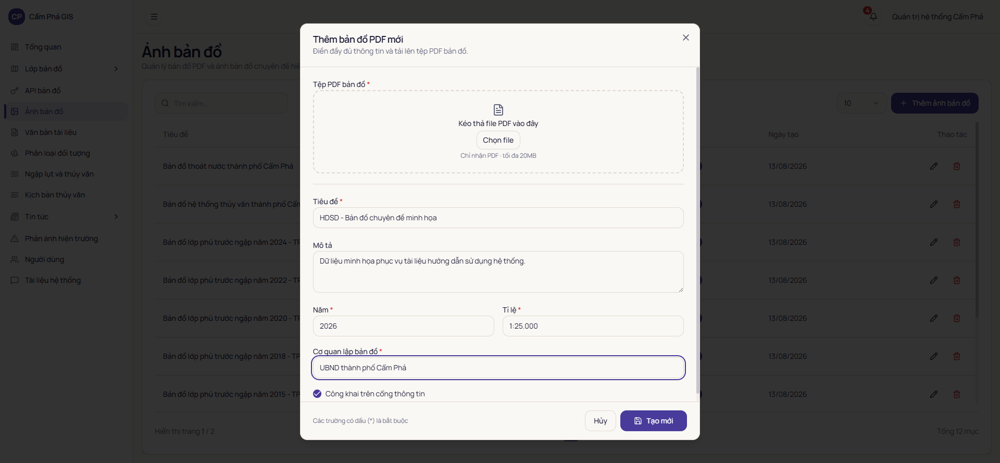 CP Cẩm Phả GIS
4
Quản trị hệ thống Cẩm Phả
Tổng quan
Lớp bản đồ
API bản đồ
Ảnh bản đồ
Văn bản tài liệu
Phân loại đối tượng
Ngập lụt và thủy văn
Kịch bản thủy văn
Tin tức
Phản ánh hiện trường
Người dùng
Tài liệu hệ thống
Ảnh bản đồ
Quản lý bản đồ PDF và ảnh bản đồ chuyên đề hiể
Tìm kiếm...
10
Thêm ảnh bản đồ
Tiêu đề
Ngày tạo
Thao tác
Bản đồ thoát nước thành phố Cẩm Phả
13/08/2026
Bản đồ hệ thống thủy văn thành phố Cẩm
13/08/2026
Bản đồ lớp phủ trước ngập năm 2024 - TP
13/08/2026
Bản đồ lớp phủ trước ngập năm 2022 - TP
13/08/2026
Bản đồ lớp phủ trước ngập năm 2020 - TP
13/08/2026
Bản đồ lớp phủ trước ngập năm 2018 - TP
13/08/2026
Bản đồ lớp phủ trước ngập năm 2015 - TP
13/08/2026
Hiển thị trang 1 / 2
Tổng 12 mục
Thêm bản đồ PDF mới
Điền đầy đủ thông tin và tải lên tệp PDF bản đồ.
Tệp PDF bản đồ *
Kéo thả file PDF vào đây
Chọn file
Chỉ nhận PDF · tối đa 20MB
Tiêu đề *
HDSD - Bản đồ chuyên đề minh họa
Mô tả
Dữ liệu minh họa phục vụ tài liệu hướng dẫn sử dụng hệ thống.
Năm *
Tỉ lệ *
2026
1:25.000
Cơ quan lập bản đồ *
UBND thành phố Cẩm Phả
Công khai trên cổng thông tin
Các trường có dấu (*) là bắt buộc
Hủy
Tạo mới